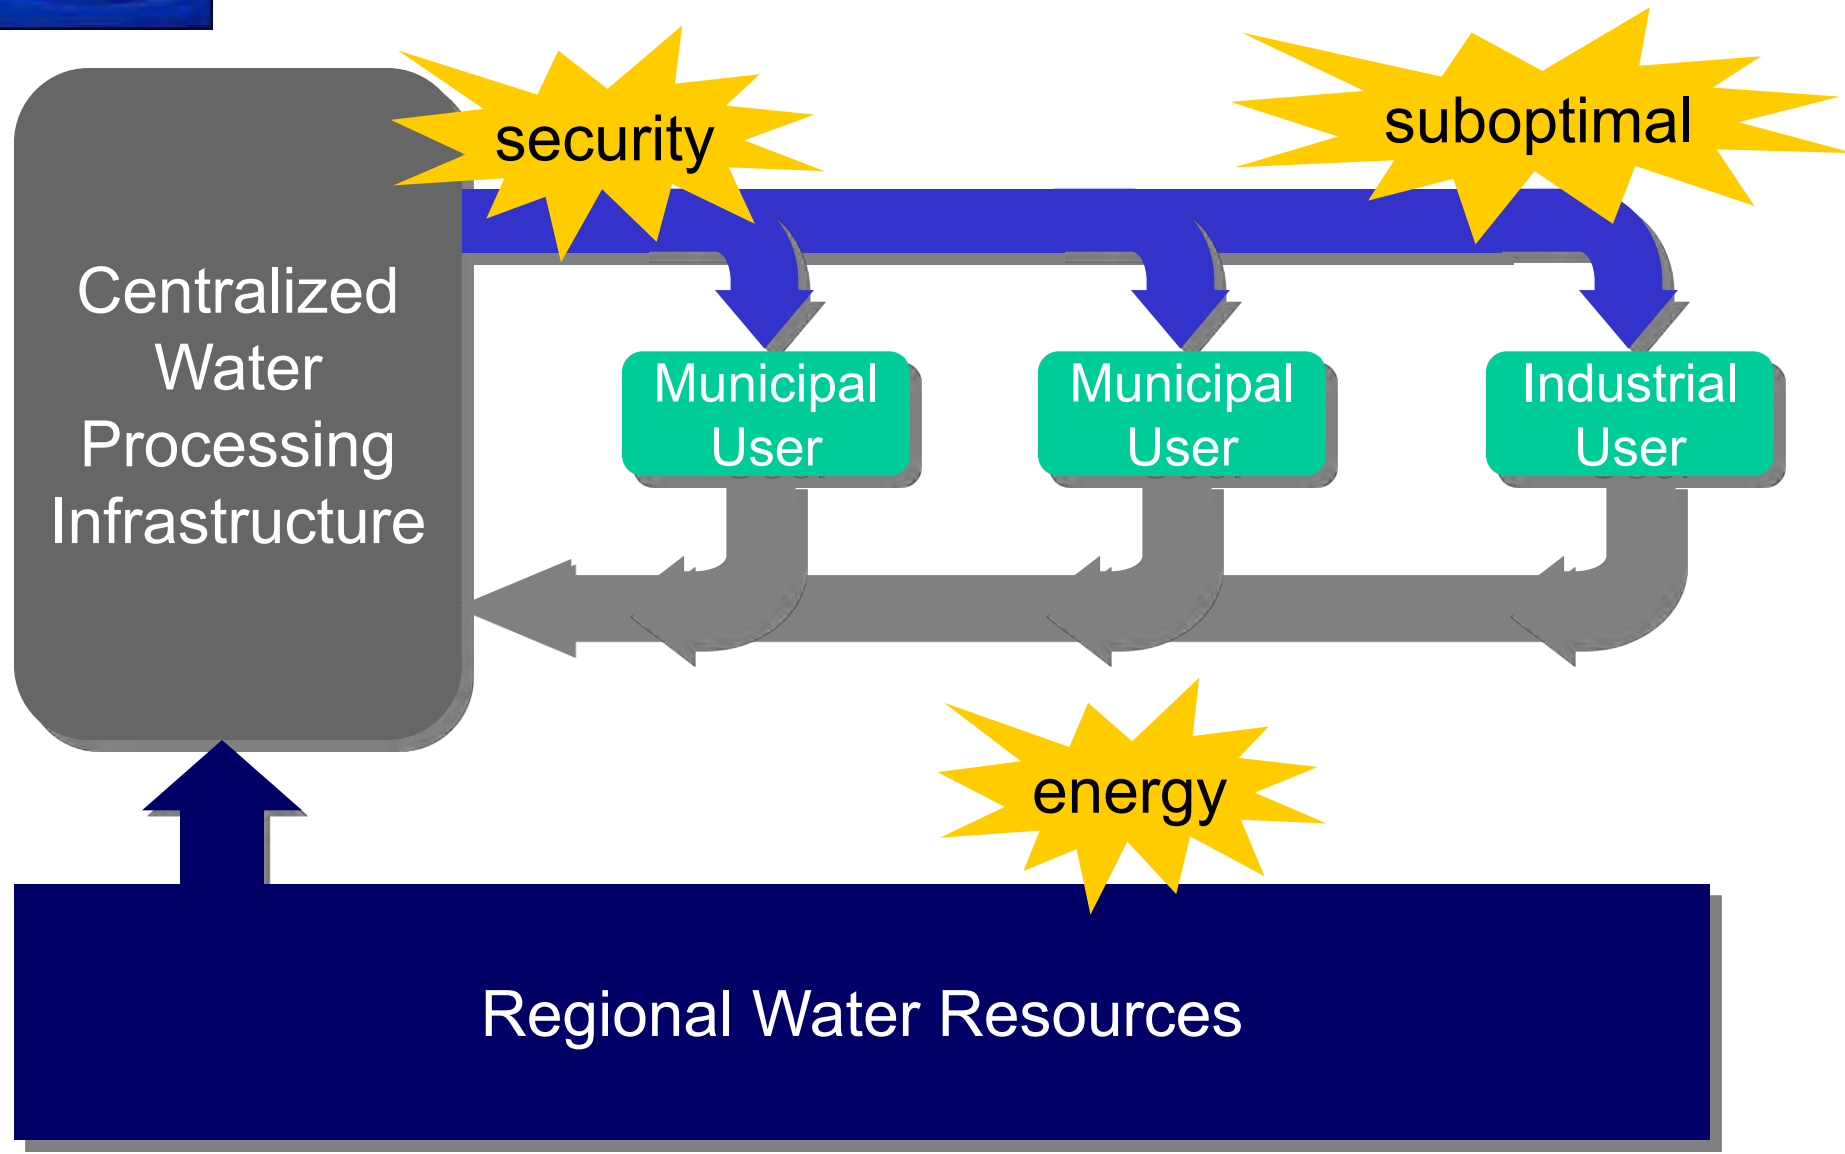 security
suboptimal
Centralized
Water
Processing
Infrastructure
Municipal
User
Municipal
User
Industrial
User
energy
Regional Water Resources